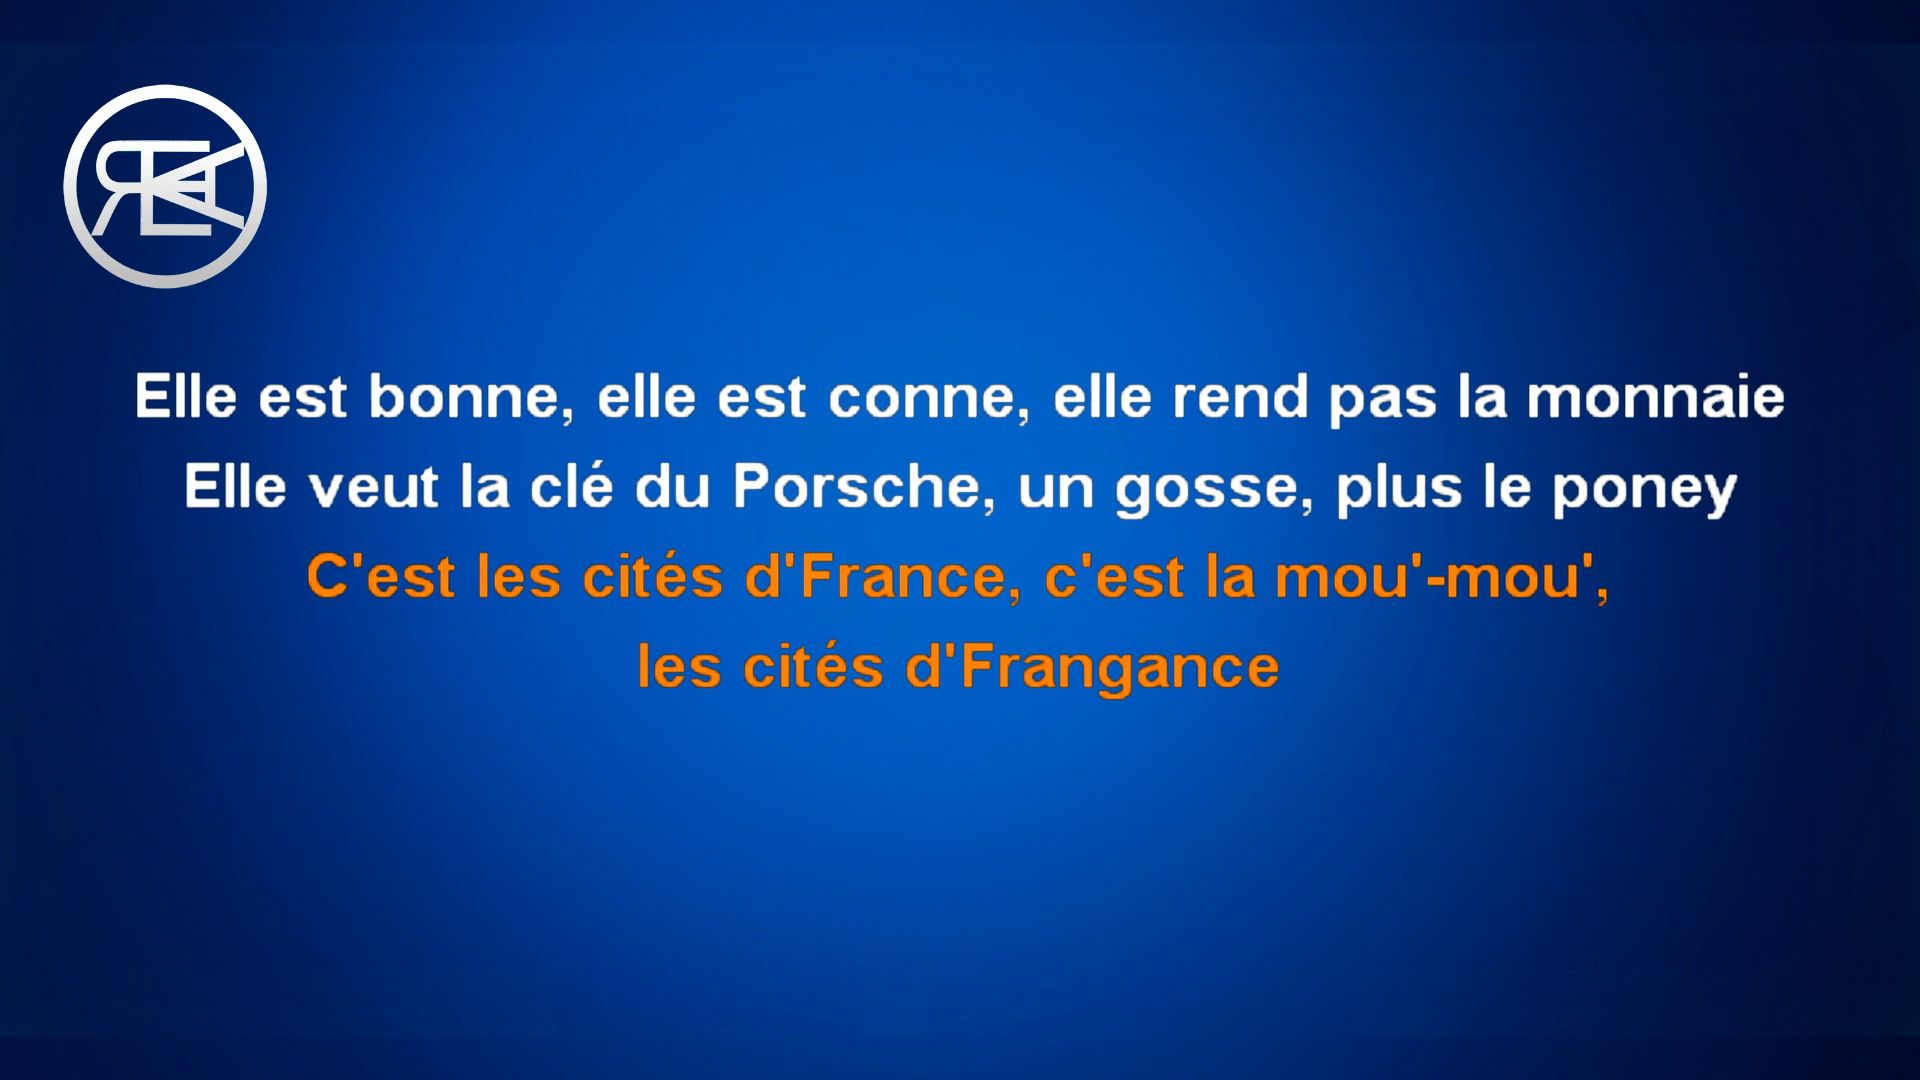 Elle est bonne, elle est conne, elle rend pas la monnaie
Elle veut la clé du Porsche, un gosse, plus le poney
C'est les cités d'France, c'est la mou'-mou',
les cités d'Frangance